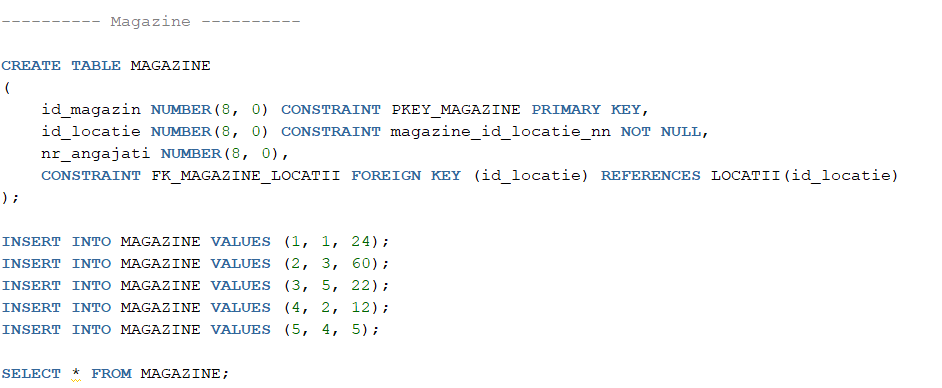 ---------- Magazine ----------
CREATE TABLE MAGAZINE
(
    id_magazin NUMBER(8, 0) CONSTRAINT PKEY_MAGAZINE PRIMARY KEY,
    id_locatie NUMBER(8, 0) CONSTRAINT magazine_id_locatie_nn NOT NULL,
    nr_angajati NUMBER(8, 0),
    CONSTRAINT FK_MAGAZINE_LOCATII FOREIGN KEY (id_locatie) REFERENCES LOCATII(id_locatie)
);
INSERT INTO MAGAZINE VALUES (1, 1, 24);
INSERT INTO MAGAZINE VALUES (2, 3, 60);
INSERT INTO MAGAZINE VALUES (3, 5, 22);
INSERT INTO MAGAZINE VALUES (4, 2, 12);
INSERT INTO MAGAZINE VALUES (5, 4, 5);
SELECT * FROM MAGAZINE;